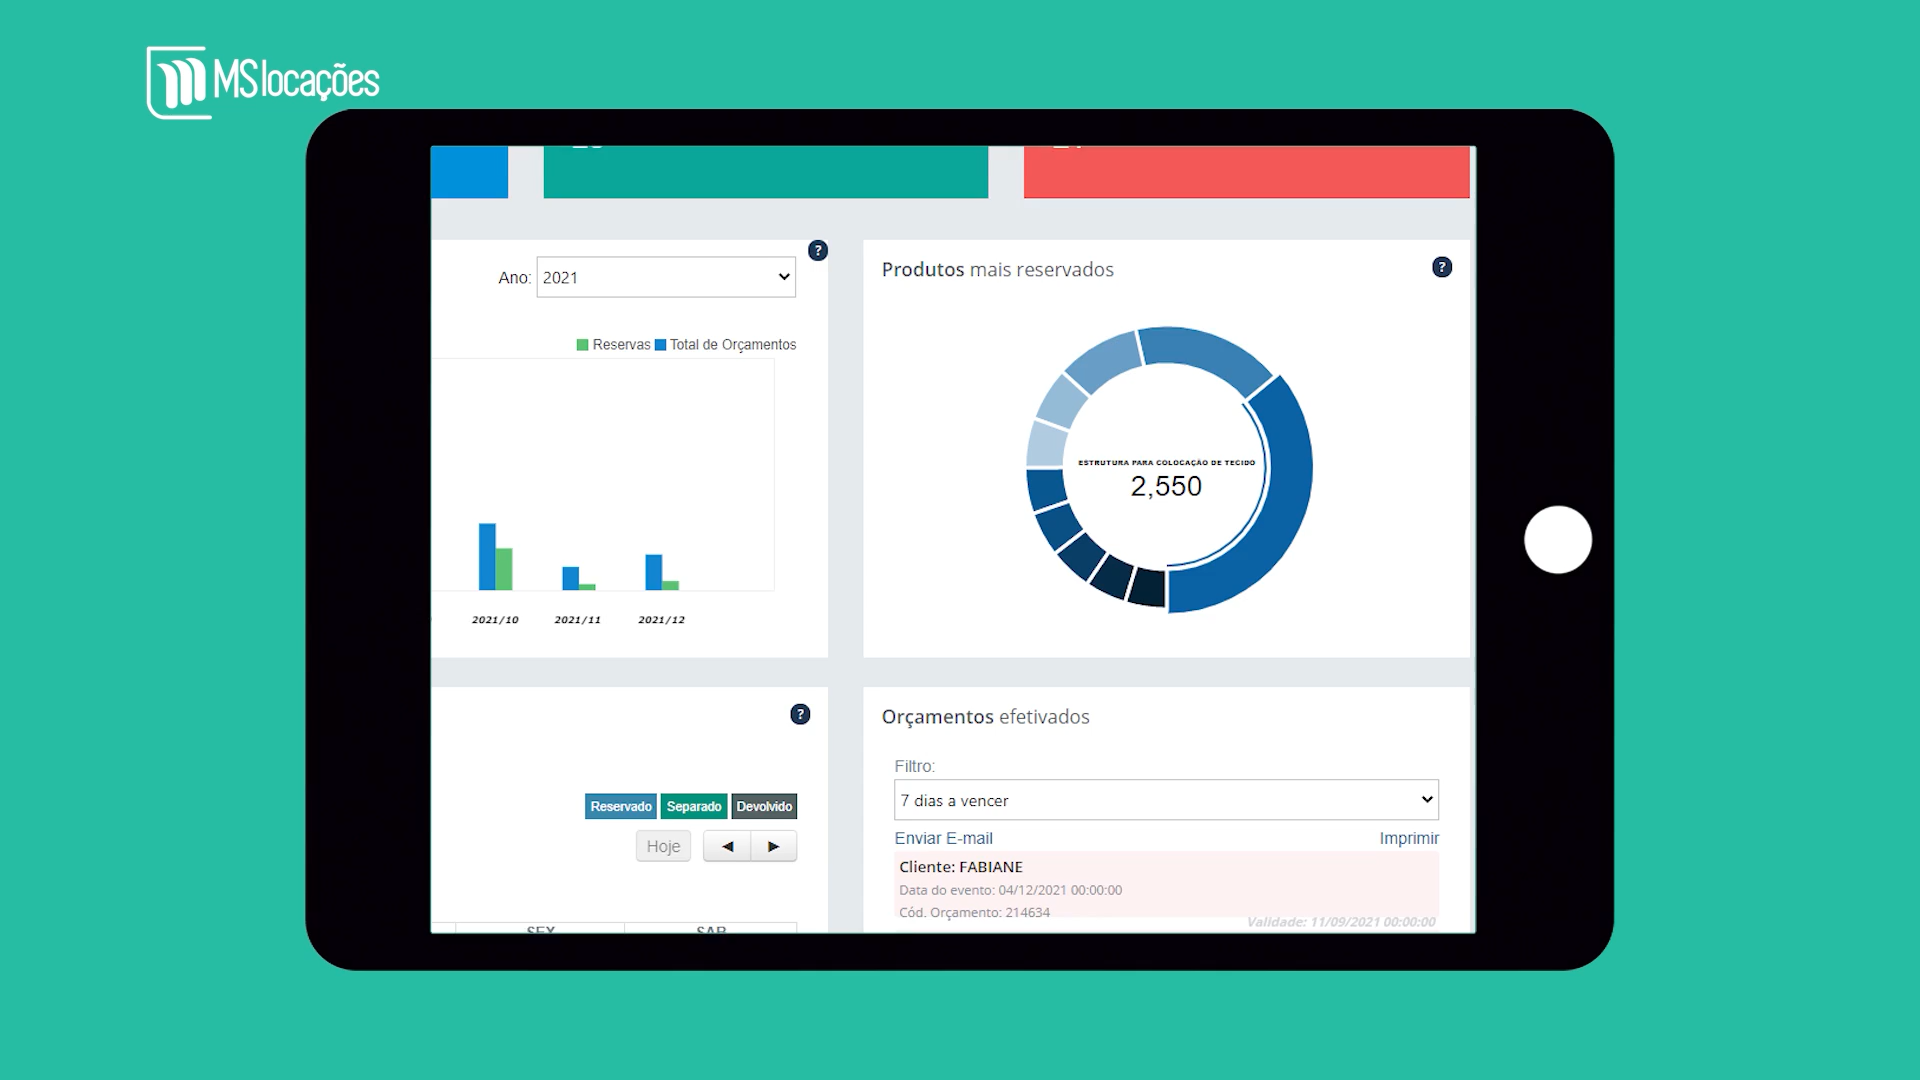 MSlocações
Ano: 2021
?
Reservas Total de Orçamentos
2021/10 2021/11 2021/12
Produtos mais reservados
?
ESTRUTURA PARA COLOCAÇÃO DE TECIDO
2,550
?
Reservado Separado Devolvido
Hoje ◄ ►
SEX SAB
Orçamentos efetivados
Filtro:
7 dias a vencer
Enviar E-mail Imprimir
Cliente: FABIANE
Data do evento: 04/12/2021 00:00:00
Cód. Orçamento: 214634
Validade: 11/09/2021 00:00:00